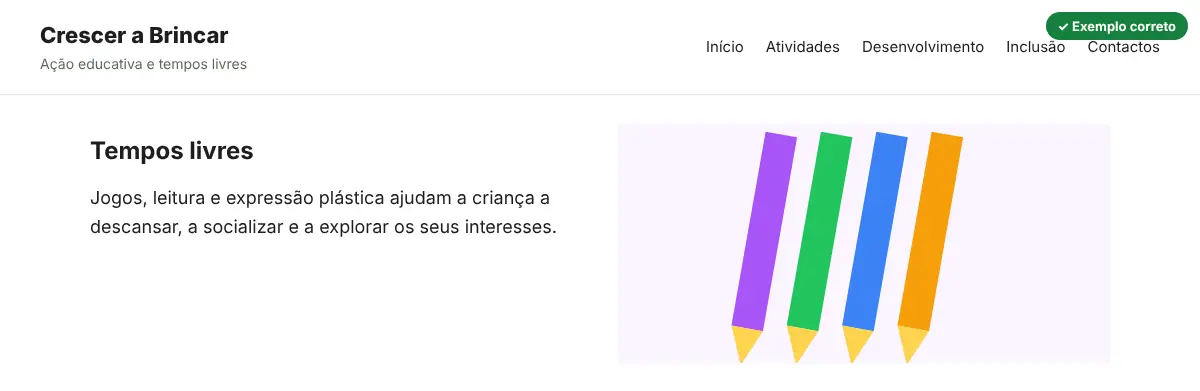 Crescer a Brincar
Ação educativa e tempos livres
✓ Exemplo correto
Início Atividades Desenvolvimento Inclusão Contactos
Tempos livres
Jogos, leitura e expressão plástica ajudam a criança a
descansar, a socializar e a explorar os seus interesses.